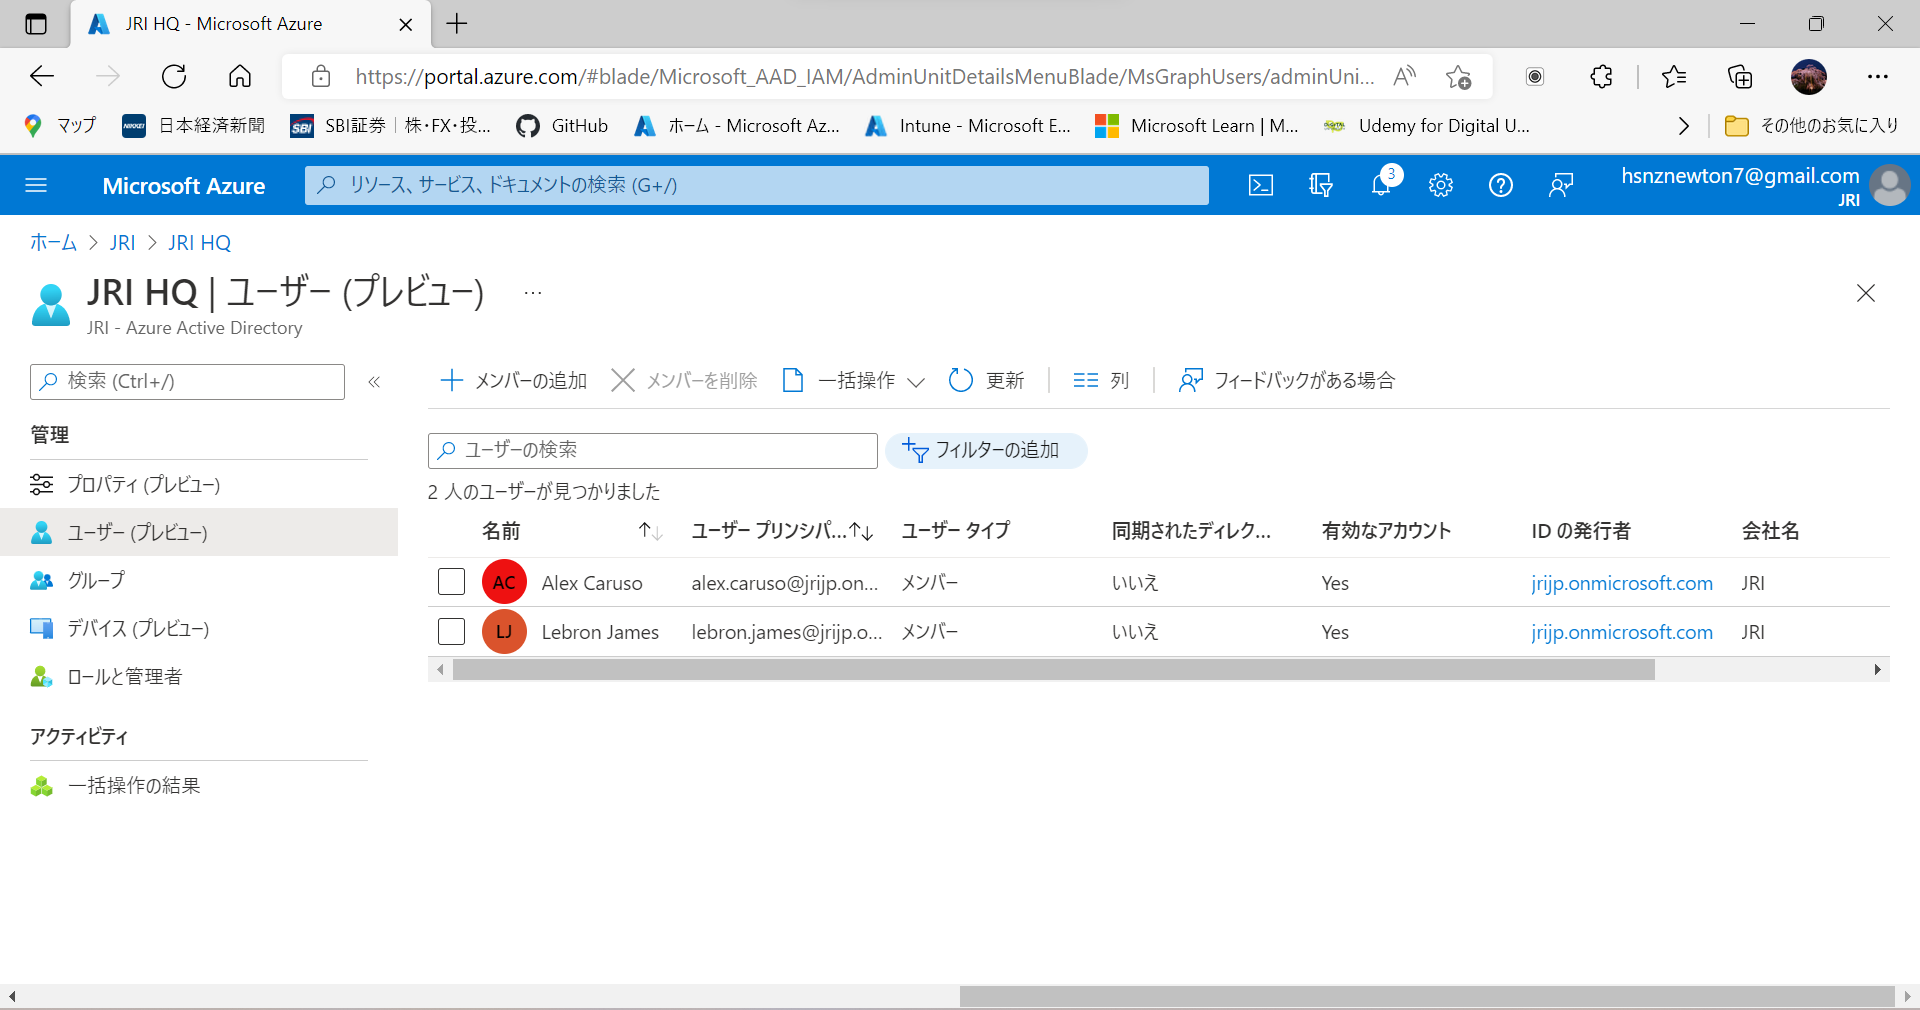 JRI HQ - Microsoft Azure
https://portal.azure.com/#blade/Microsoft_AAD_IAM/AdminUnitDetailsMenuBlade/MsGraphUsers/adminUni...
マップ
NIKKEI 日本経済新聞
SBI SBI証券｜株・FX・投...
GitHub
ホーム - Microsoft Az...
Intune - Microsoft E...
Microsoft Learn | M...
Udemy for Digital U...
その他のお気に入り
Microsoft Azure
リソース、サービス、ドキュメントの検索 (G+/)
3
hsnznewton7@gmail.com
JRI
ホーム > JRI > JRI HQ
JRI HQ | ユーザー (プレビュー) ...
JRI - Azure Active Directory
検索 (Ctrl+/)
管理
プロパティ (プレビュー)
ユーザー (プレビュー)
グループ
デバイス (プレビュー)
ロールと管理者
アクティビティ
一括操作の結果
メンバーの追加 メンバーを削除 一括操作 更新 列 フィードバックがある場合
ユーザーの検索 フィルターの追加
2 人のユーザーが見つかりました
名前 ユーザー プリンシパ... ユーザー タイプ 同期されたディレク... 有効なアカウント ID の発行者 会社名
AC Alex Caruso alex.caruso@jrijp.on... メンバー いいえ Yes jrijp.onmicrosoft.com JRI
LJ Lebron James lebron.james@jrijp.o... メンバー いいえ Yes jrijp.onmicrosoft.com JRI